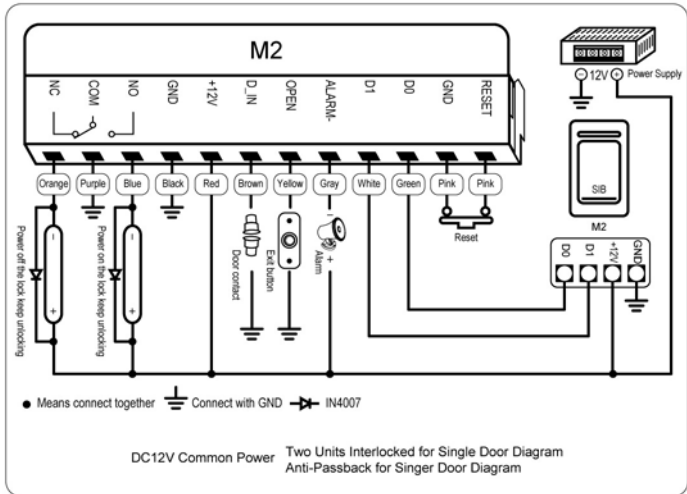 M2
NC COM NO GND +12V D_IN OPEN ALARM- D1 D0 GND RESET
- 12V + Power Supply
Orange Purple Blue Black Red Brown Yellow Gray White Green Pink Pink
SIB
M2
D0 D1 +12V GND
Power off the lock keep unlocking
- +
Power on the lock keep unlocking
- +
Door contact
Exit button
- Alarm +
Reset
Means connect together Connect with GND IN4007
DC12V Common Power Two Units Interlocked for Single Door Diagram
Anti-Passback for Singer Door Diagram